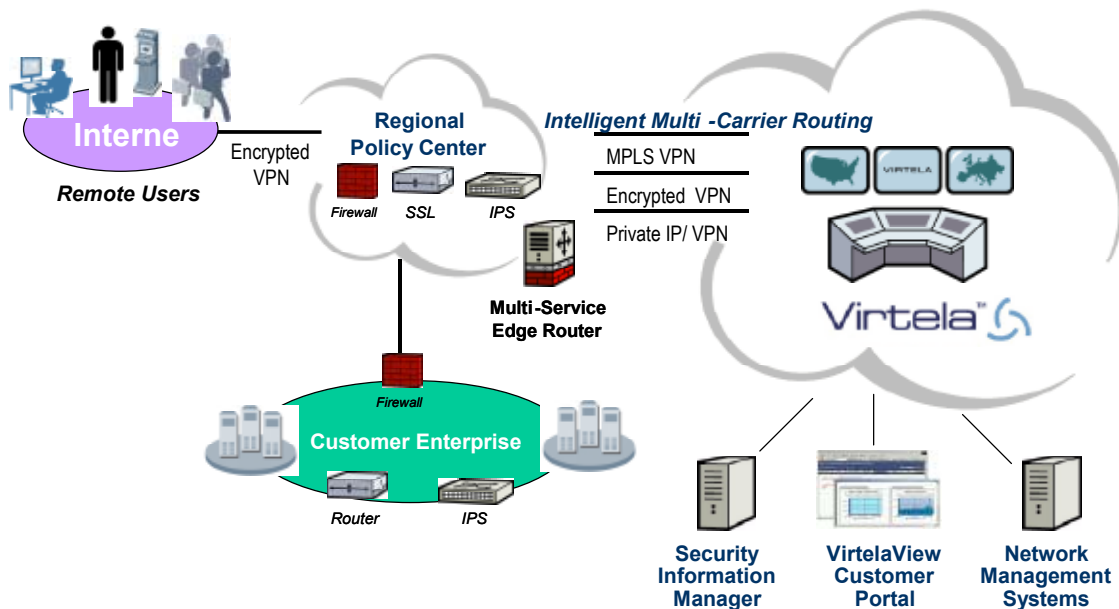 Interne
Remote Users
Encrypted
VPN
Regional
Policy Center
Firewall
SSL
IPS
Multi-Service
Edge Router
Intelligent Multi -Carrier Routing
MPLS VPN
Encrypted VPN
Private IP/ VPN
VIRTELA
Virtela™
Firewall
Customer Enterprise
Router
IPS
Security
Information
Manager
VirtelaView
Customer
Portal
Network
Management
Systems